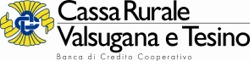 Cassa Rurale
Valsugana e Tesino
Banca di Credito Cooperativo